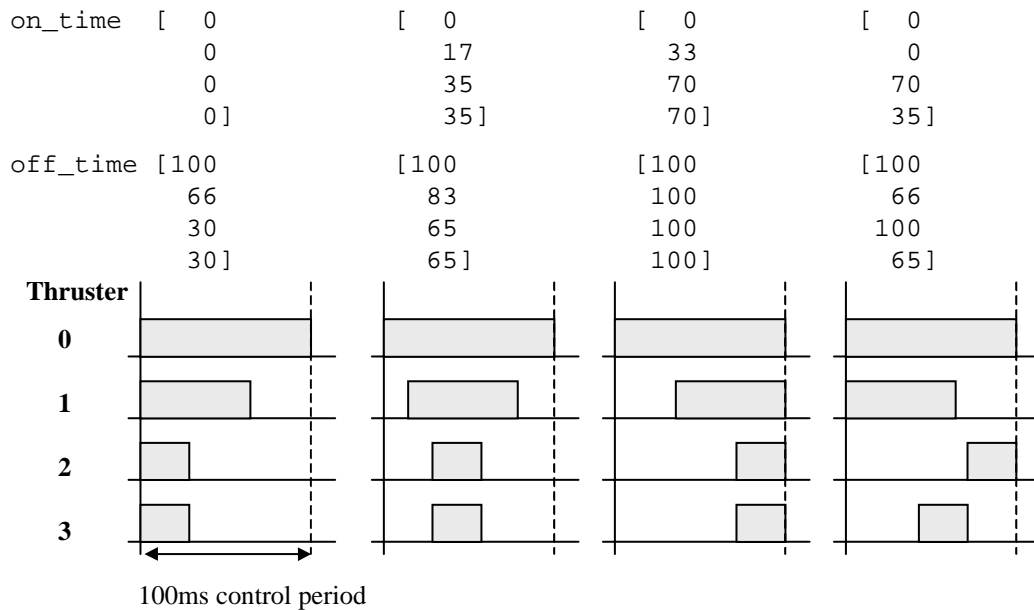 on_time [ 0 [ 0 [ 0 [ 0
0 17 33 0
0 35 70 70
0] 35] 70] 35]
off_time [100 [100 [100 [100
66 83 100 66
30 65 100 100
30] 65] 100] 65]
Thruster
0
1
2
3
100ms control period